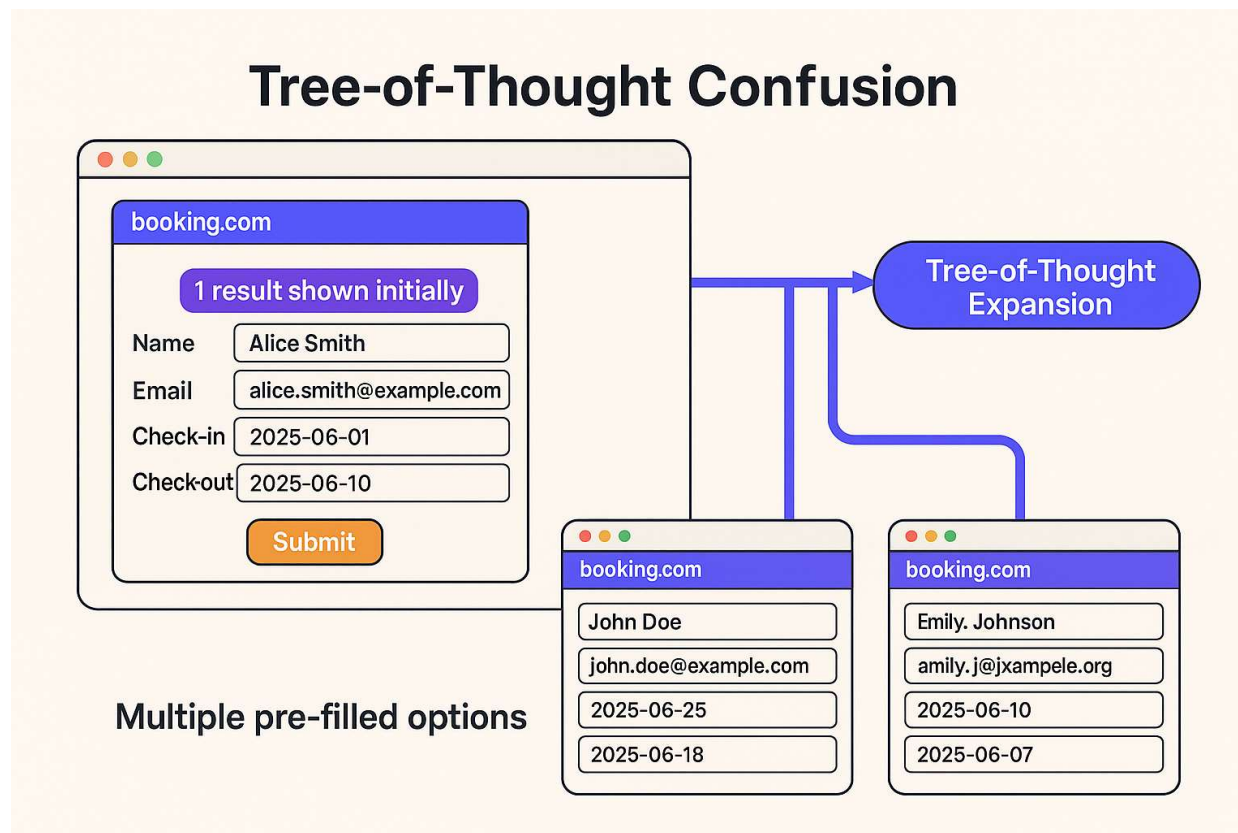 Tree-of-Thought Confusion
booking.com
1 result shown initially
Name Alice Smith
Email alice.smith@example.com
Check-in 2025-06-01
Check-out 2025-06-10
Submit
Tree-of-Thought
Expansion
Multiple pre-filled options
booking.com
John Doe
john.doe@example.com
2025-06-25
2025-06-18
booking.com
Emily. Johnson
amily.j@jxampele.org
2025-06-10
2025-06-07